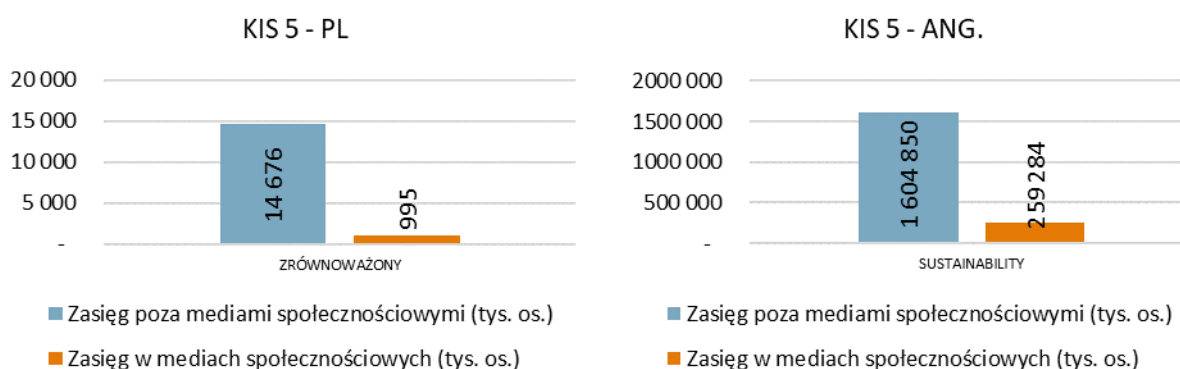 KIS 5 - PL
20 000
15 000
10 000
5 000
-
14 676
995
ZRÓWNOWAŻONY
Zasięg poza mediami społecznościowymi (tys. os.)
Zasięg w mediach społecznościowych (tys. os.)
KIS 5 - ANG.
2000 000
1500 000
1000 000
500 000
-
1 604 850
259 284
SUSTAINABILITY
Zasięg poza mediami społecznościowymi (tys. os.)
Zasięg w mediach społecznościowych (tys. os.)